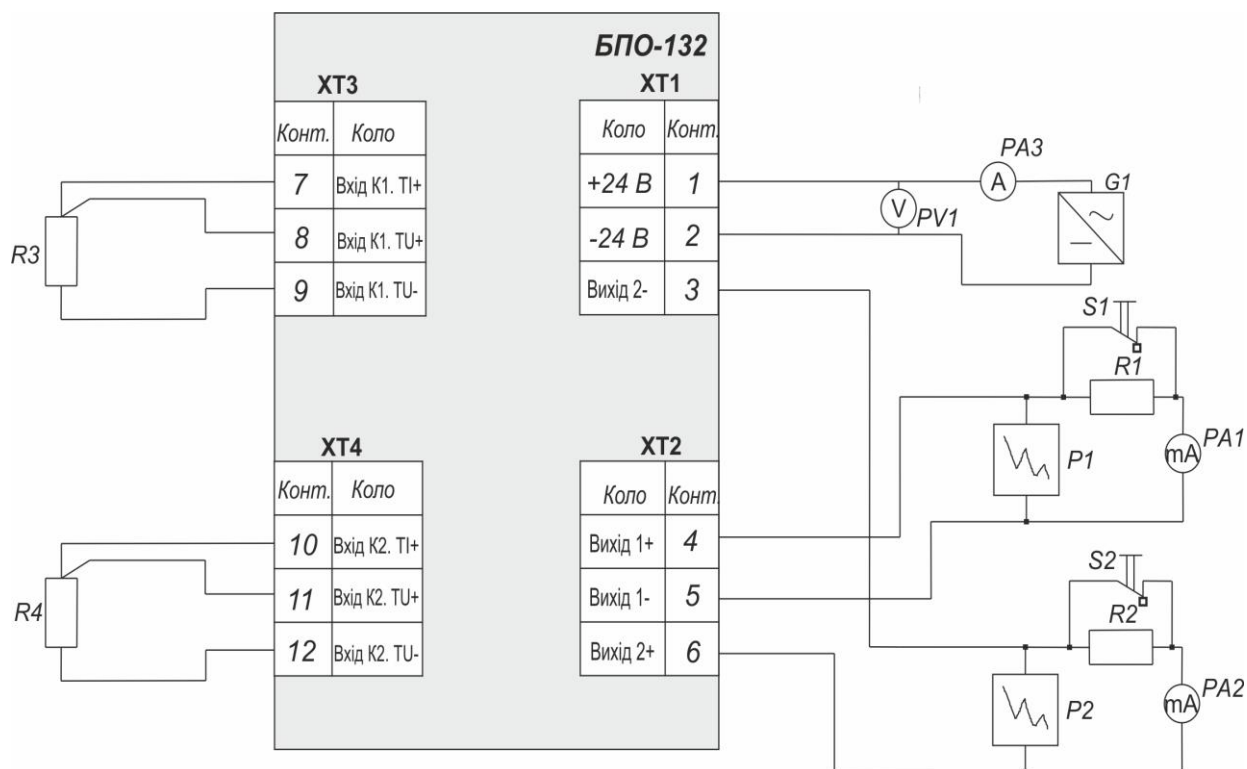 БПО-132
XT3
XT1
Конт. Коло
Коло Конт.
7 Вхід К1. TI+
+24 В 1
8 Вхід К1. TU+
-24 В 2
9 Вхід К1. TU-
Вихід 2- 3
R3
PA3
A
G1
V
PV1
S1
R1
P1
PA1
mA
XT4
XT2
Конт. Коло
Коло Конт.
10 Вхід К2. TI+
Вихід 1+ 4
11 Вхід К2. TU+
Вихід 1- 5
12 Вхід К2. TU-
Вихід 2+ 6
R4
S2
R2
P2
PA2
mA